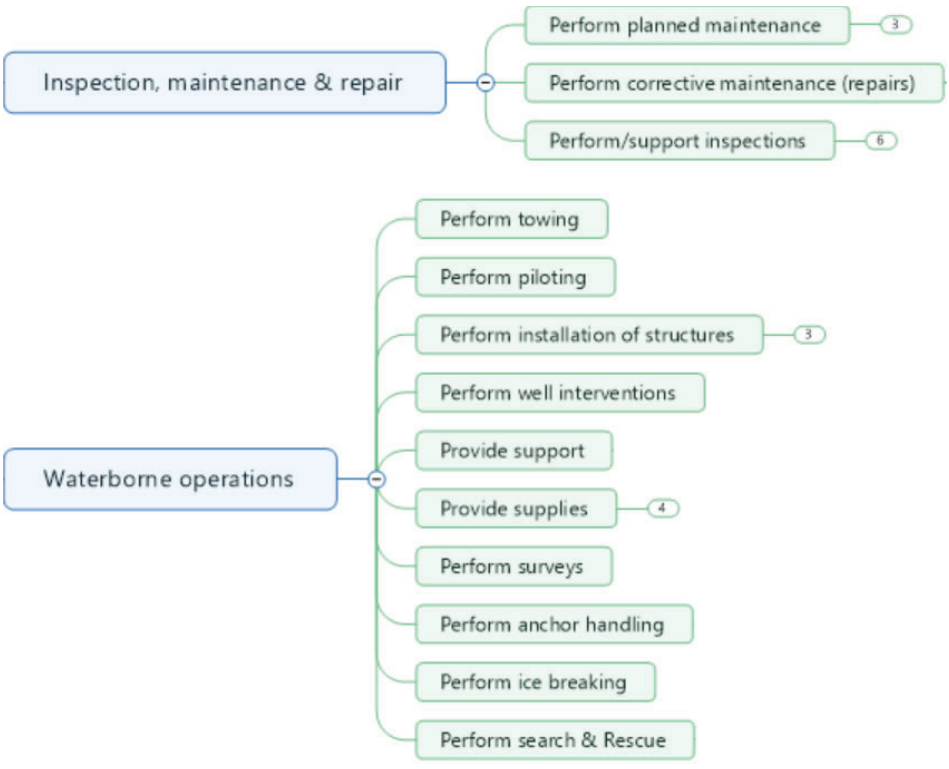 Inspection, maintenance & repair
Perform planned maintenance
3
Perform corrective maintenance (repairs)
Perform/support inspections
6
Waterborne operations
Perform towing
Perform piloting
Perform installation of structures
3
Perform well interventions
Provide support
Provide supplies
4
Perform surveys
Perform anchor handling
Perform ice breaking
Perform search & Rescue